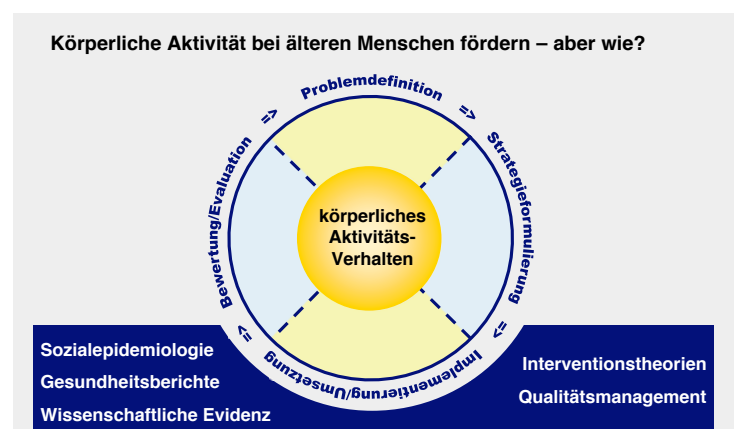 Körperliche Aktivität bei älteren Menschen fördern – aber wie?
Problemdefinition
=>
=>
Strategieformulierung
Bewertung/Evaluation
körperliches
Aktivitäts-
Verhalten
=>
=>
Implementierung/Umsetzung
Sozialepidemiologie
Gesundheitsberichte
Wissenschaftliche Evidenz
Interventionstheorien
Qualitätsmanagement